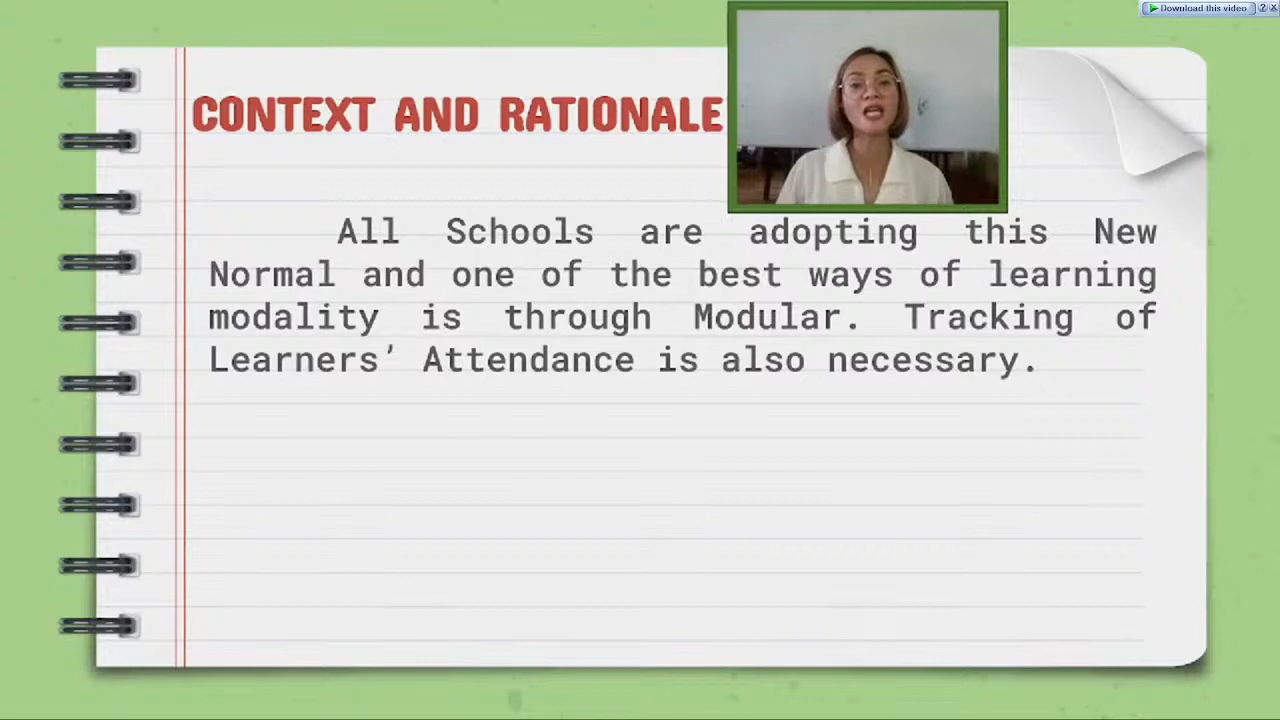 Download this video
CONTEXT AND RATIONALE
All Schools are adopting this New
Normal and one of the best ways of learning
modality is through Modular. Tracking of
Learners’ Attendance is also necessary.